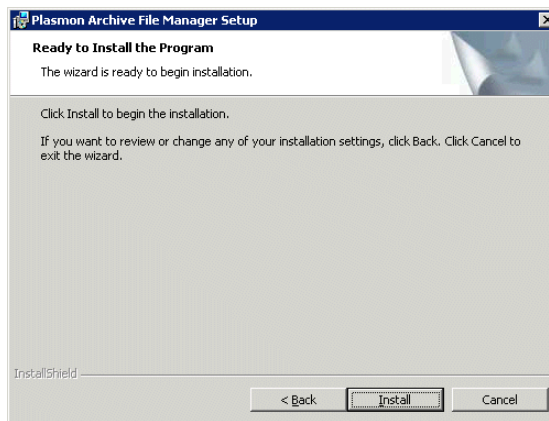 Plasmon Archive File Manager Setup
Ready to Install the Program
The wizard is ready to begin installation.
Click Install to begin the installation.
If you want to review or change any of your installation settings, click Back. Click Cancel to
exit the wizard.
InstallShield
< Back Install Cancel